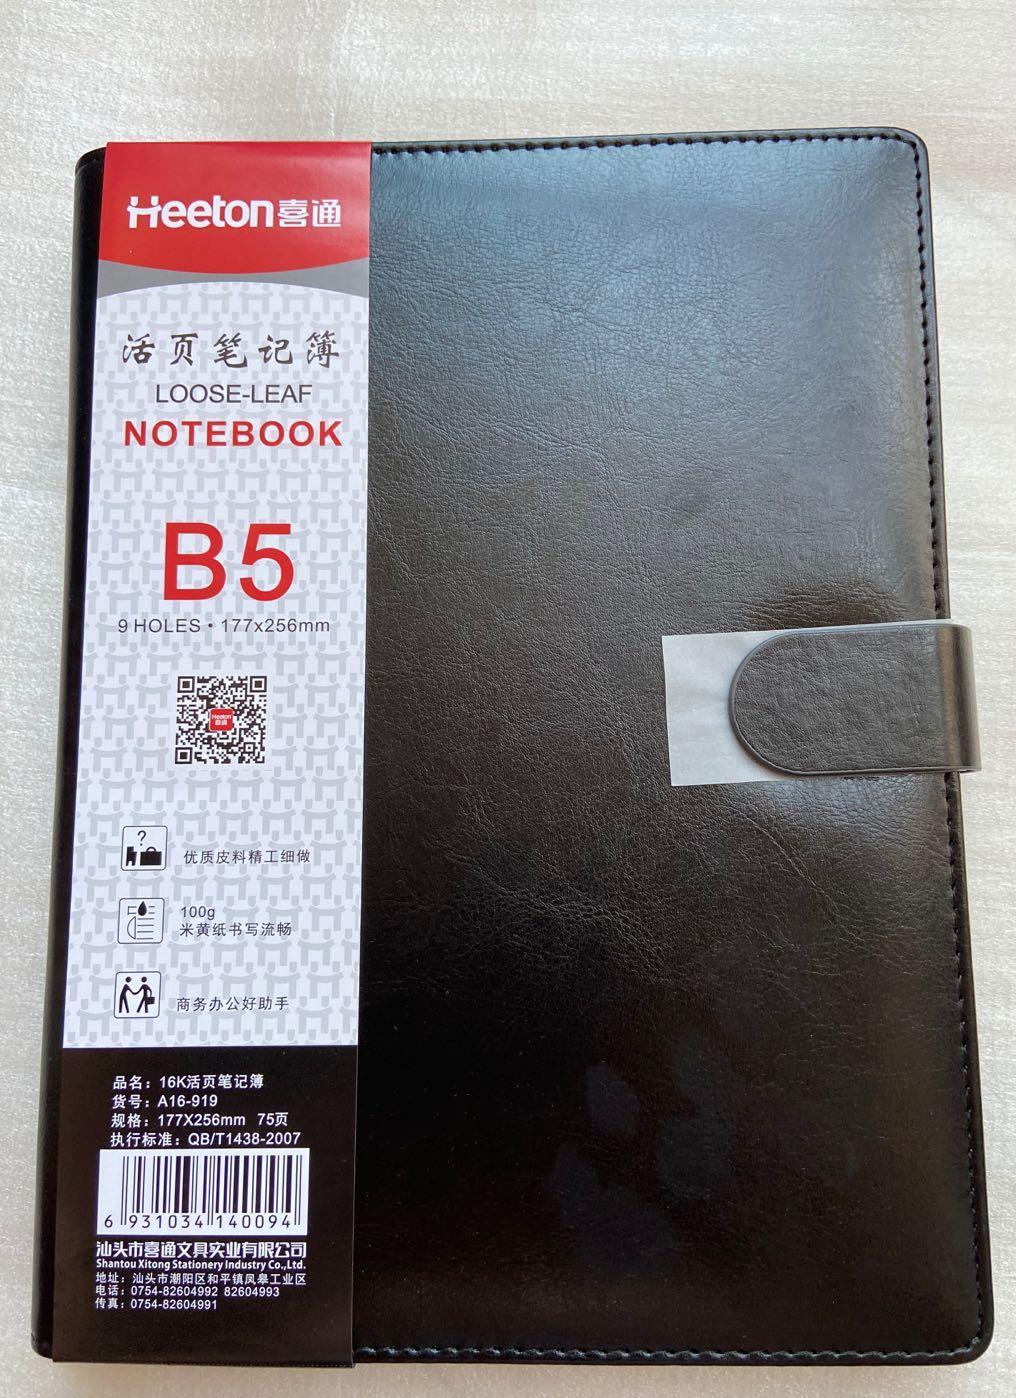 Heeton喜通
活页笔记簿
LOOSE-LEAF
NOTEBOOK
B5
9 HOLES • 177x256mm
Heeton
喜通
?
优质皮料精工细做
100g
米黄纸书写流畅
商务办公好助手
品名：16K活页笔记簿
货号：A16-919
规格：177X256mm 75页
执行标准：QB/T1438-2007
6 931034 140094
汕头市喜通文具实业有限公司
Shantou Xitong Stationery Industry Co.,Ltd.
地址：汕头市潮阳区和平镇凤皋工业区
电话：0754-82604992 82604993
传真：0754-82604991